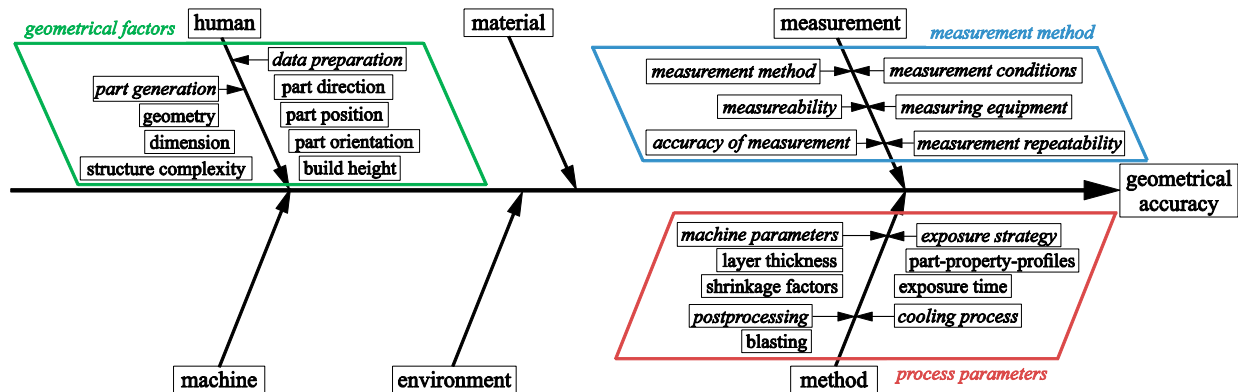 human
material
measurement
geometrical factors
measurement method
data preparation
part generation
part direction
geometry
part position
dimension
part orientation
structure complexity
build height
measurement method
measurement conditions
measureability
measuring equipment
accuracy of measurement
measurement repeatability
geometrical
accuracy
machine parameters
exposure strategy
layer thickness
part-property-profiles
shrinkage factors
exposure time
postprocessing
cooling process
blasting
machine
environment
method
process parameters